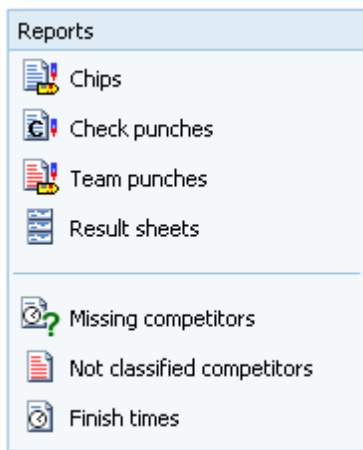 Reports
Chips
C
Check punches
Team punches
Result sheets
?
Missing competitors
Not classified competitors
Finish times